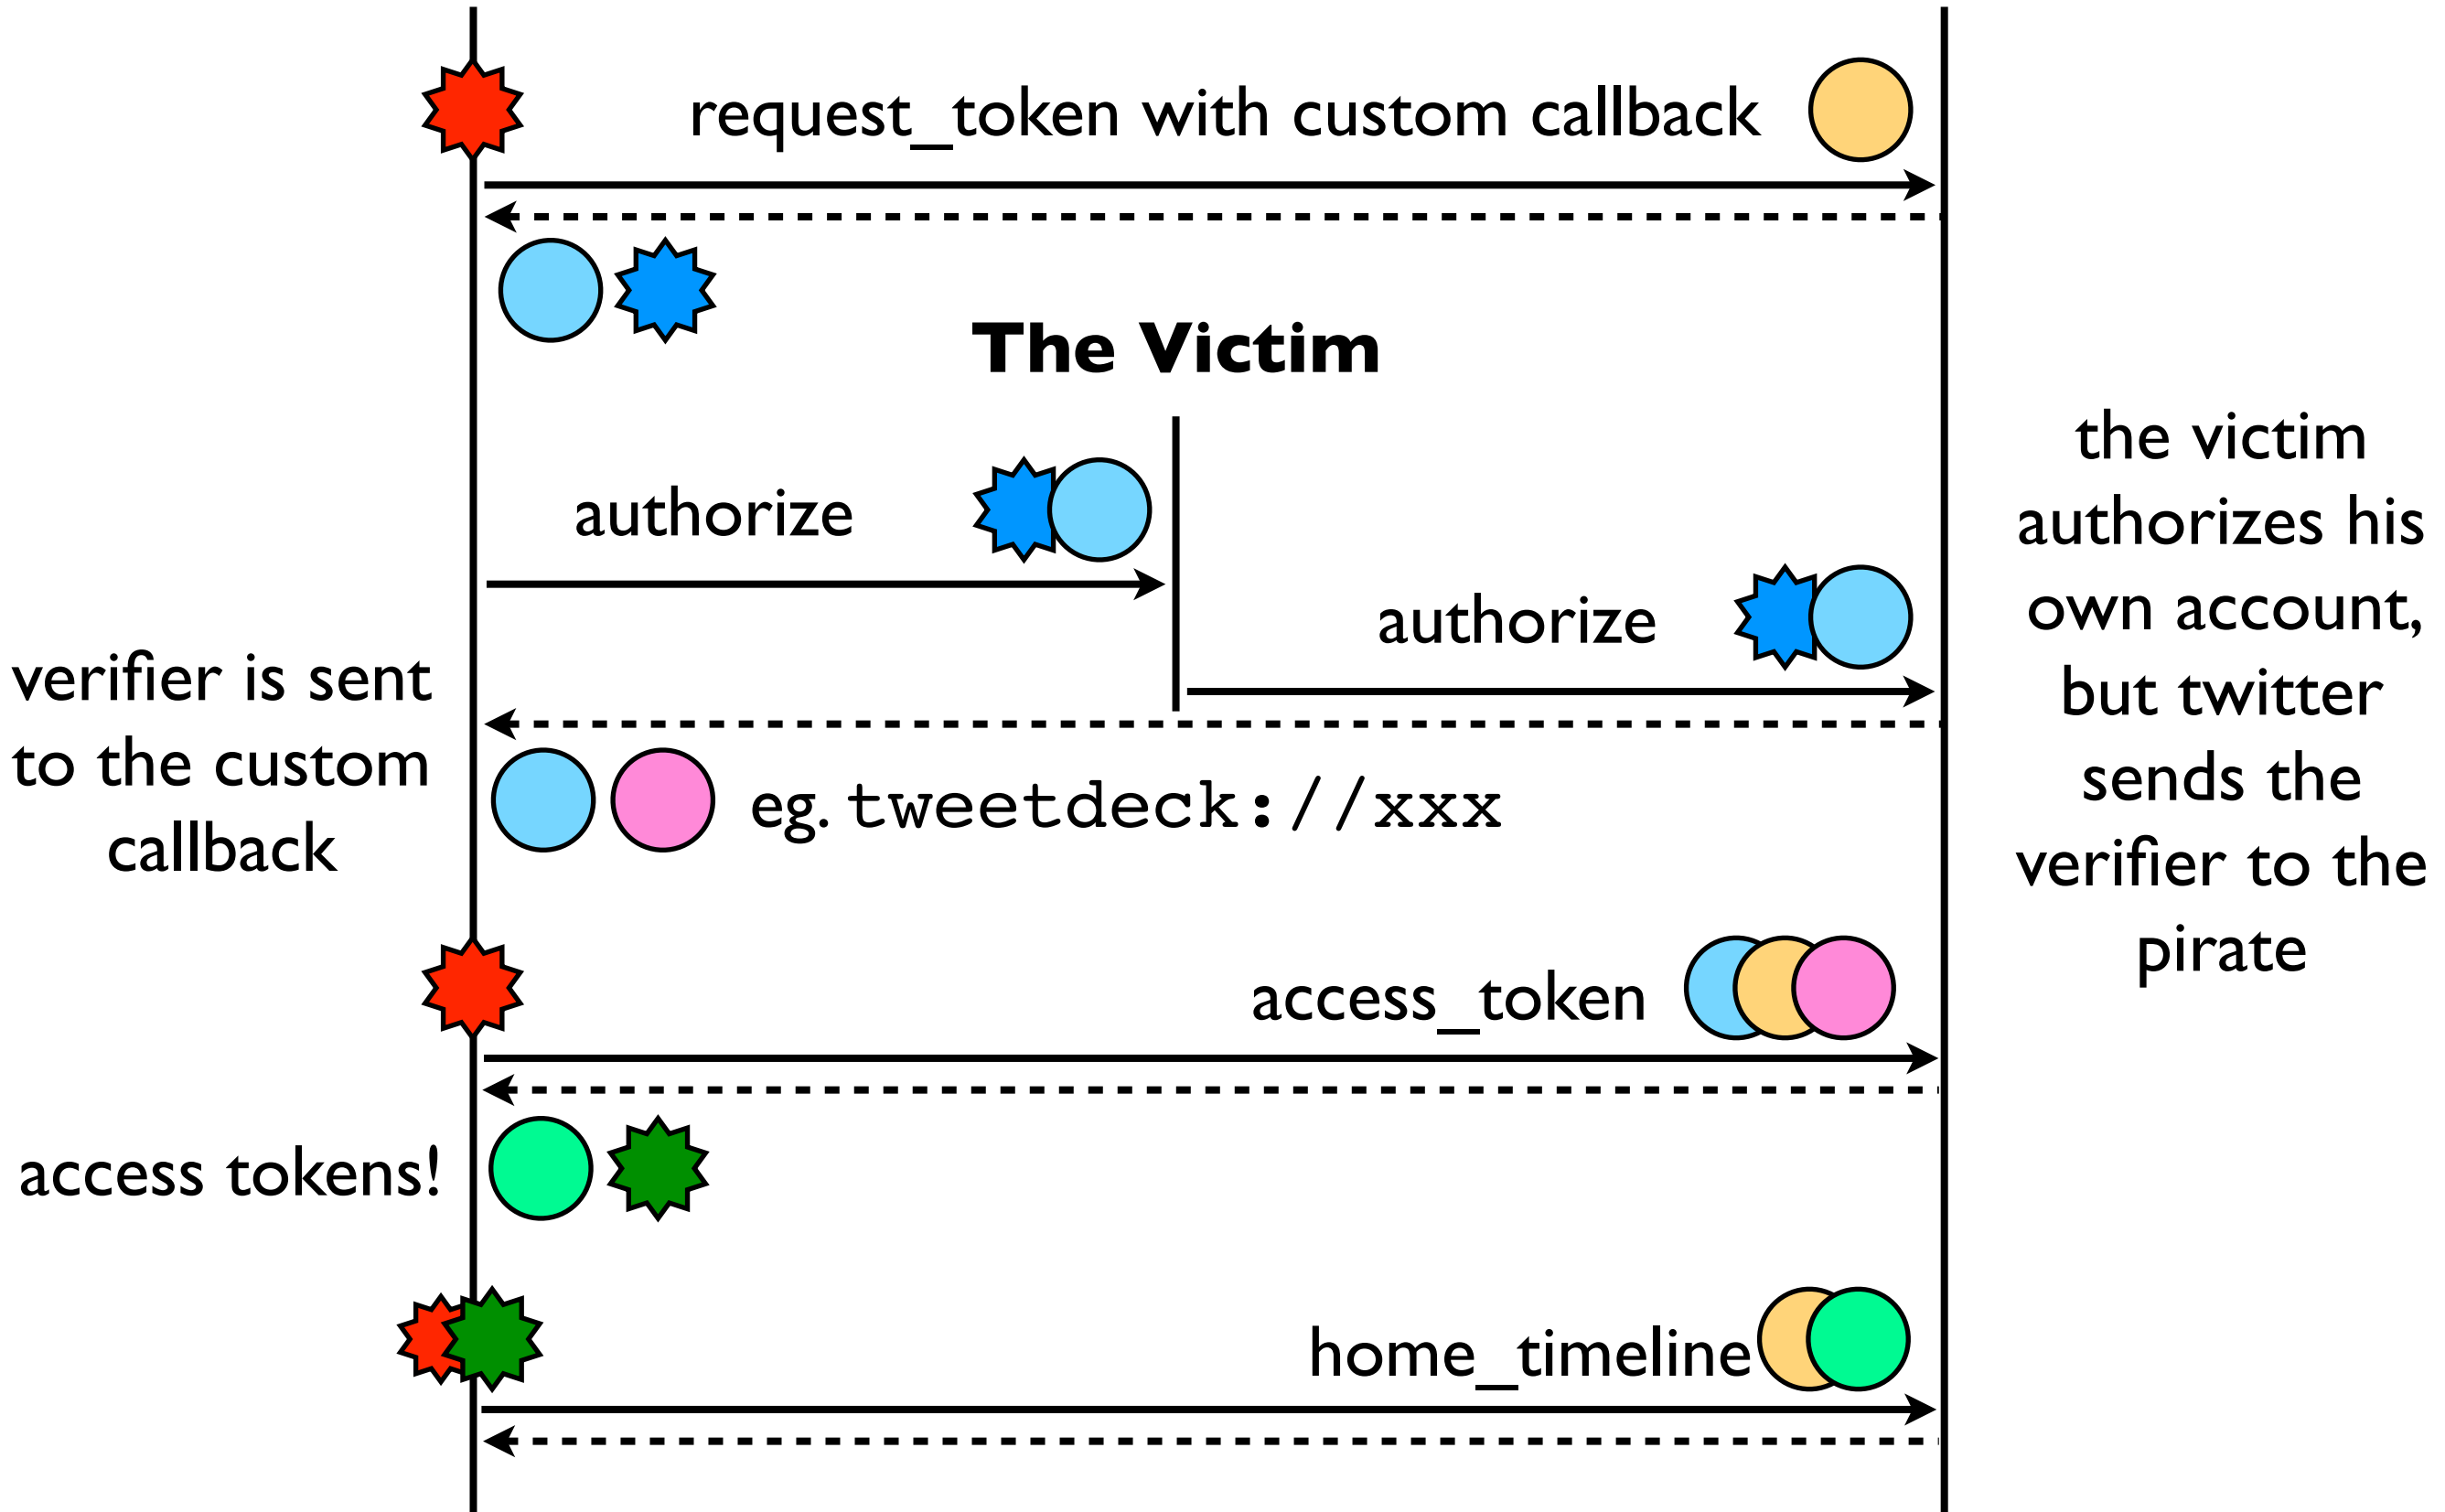 request_token with custom callback
The Victim
authorize
authorize
the victim
authorizes his
own account,
but twitter
sends the
verifier to the
pirate
verifier is sent
to the custom
callback
eg. tweetdeck://xxx
access_token
access tokens!
home_timeline